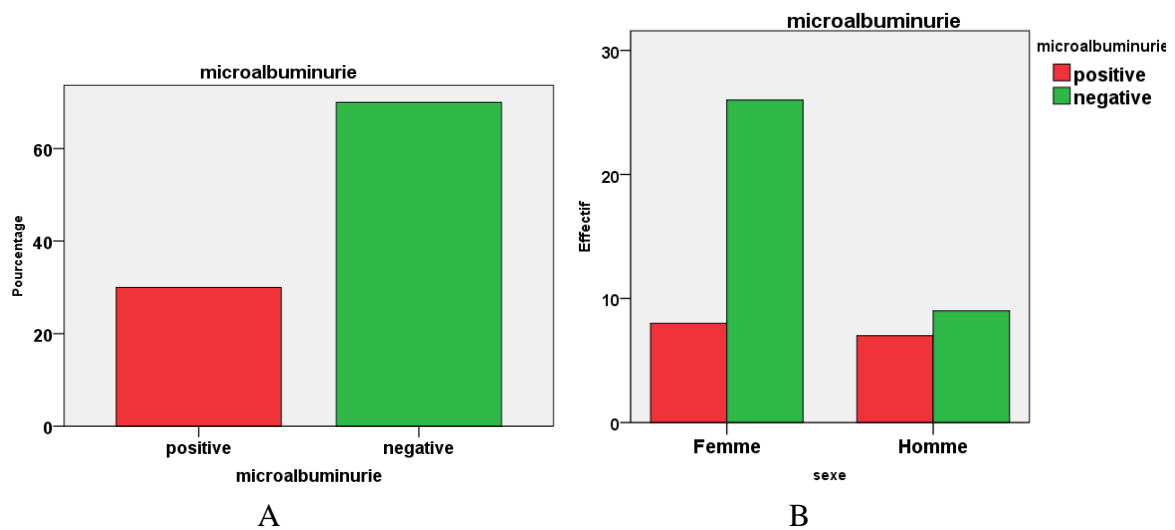 microalbuminurie
Pourcentage
60
40
20
0
positive negative
microalbuminurie
A
microalbuminurie
Effectif
30
20
10
0
Femme Homme
sexe
microalbuminurie
positive
negative
B